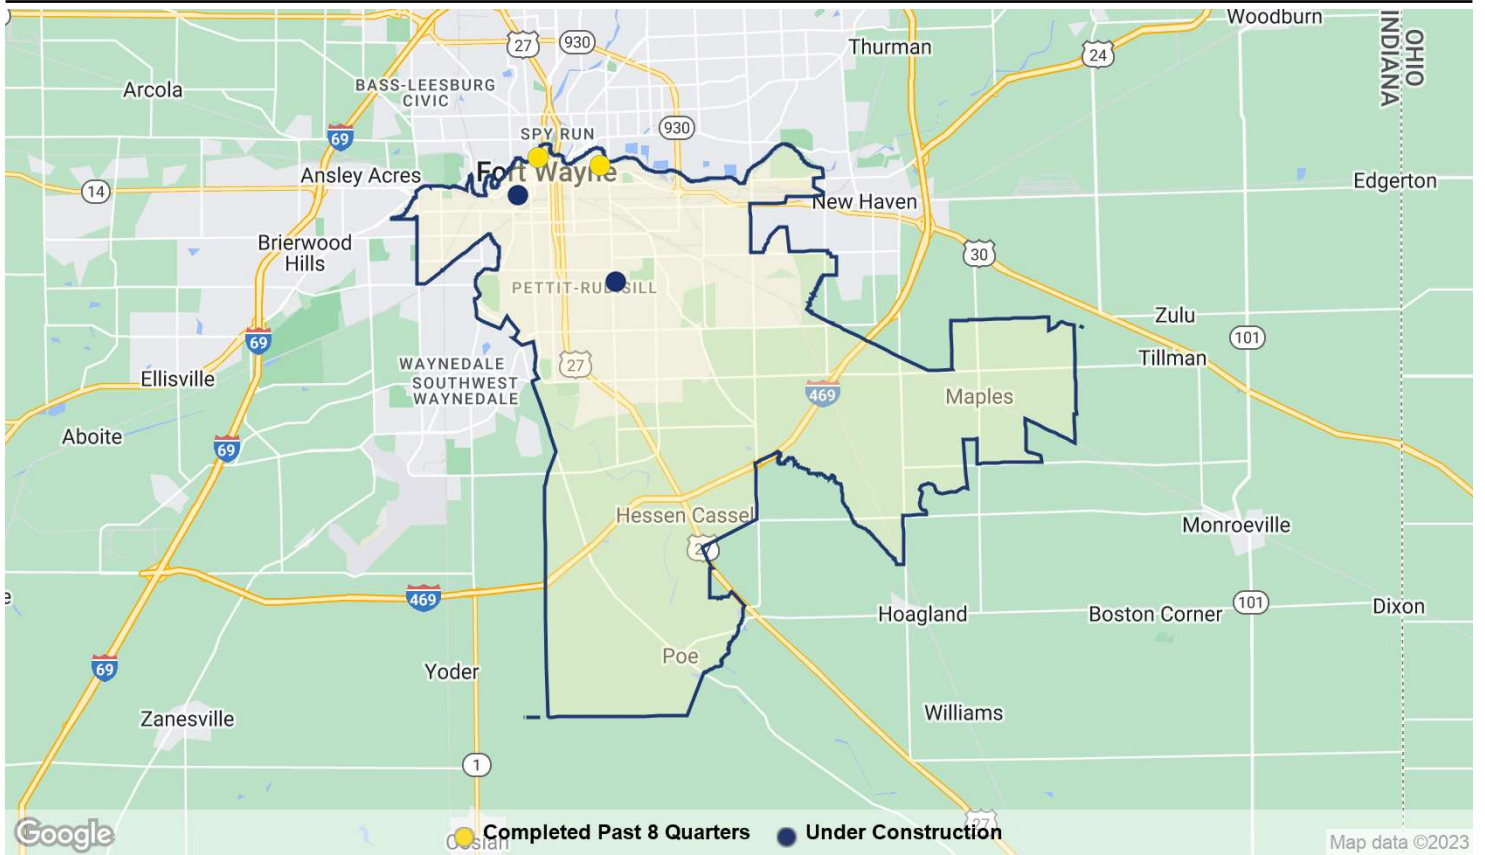 Woodburn
OHIO
INDIANA
27
930
Thurman
24
Arcola
BASS-LEESBURG
CIVIC
930
69
SPY RUN
Ansley Acres
Fort Wayne
14
Edgerton
New Haven
Brierwood
Hills
30
PETTIT-RUDISILL
Zulu
101
69
Tillman
WAYNEDALE
27
Ellisville
SOUTHWEST
WAYNEDALE
469
Maples
Aboite
69
Hessen Cassel
Monroeville
27
469
101
Hoagland
Boston Corner
Dixon
69
Poe
Yoder
Zanesville
Williams
1
27
Google
Completed Past 8 Quarters
Under Construction
Ossian
Map data ©2023